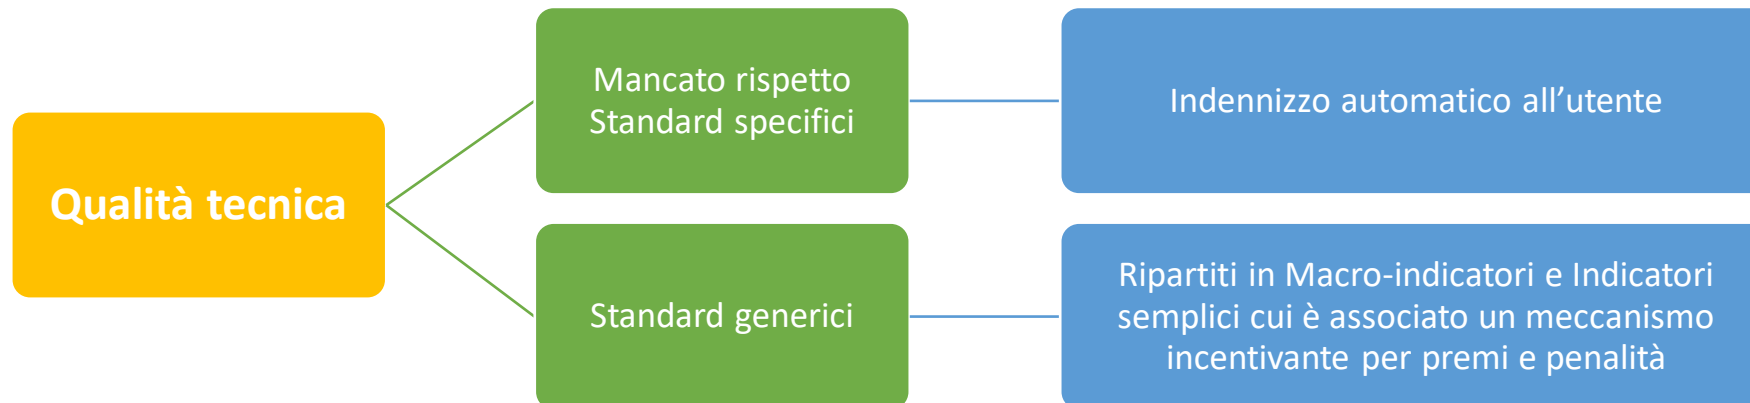 Qualità tecnica
Mancato rispetto
Standard specifici
Indennizzo automatico all’utente
Standard generici
Ripartiti in Macro-indicatori e Indicatori
semplici cui è associato un meccanismo
incentivante per premi e penalità